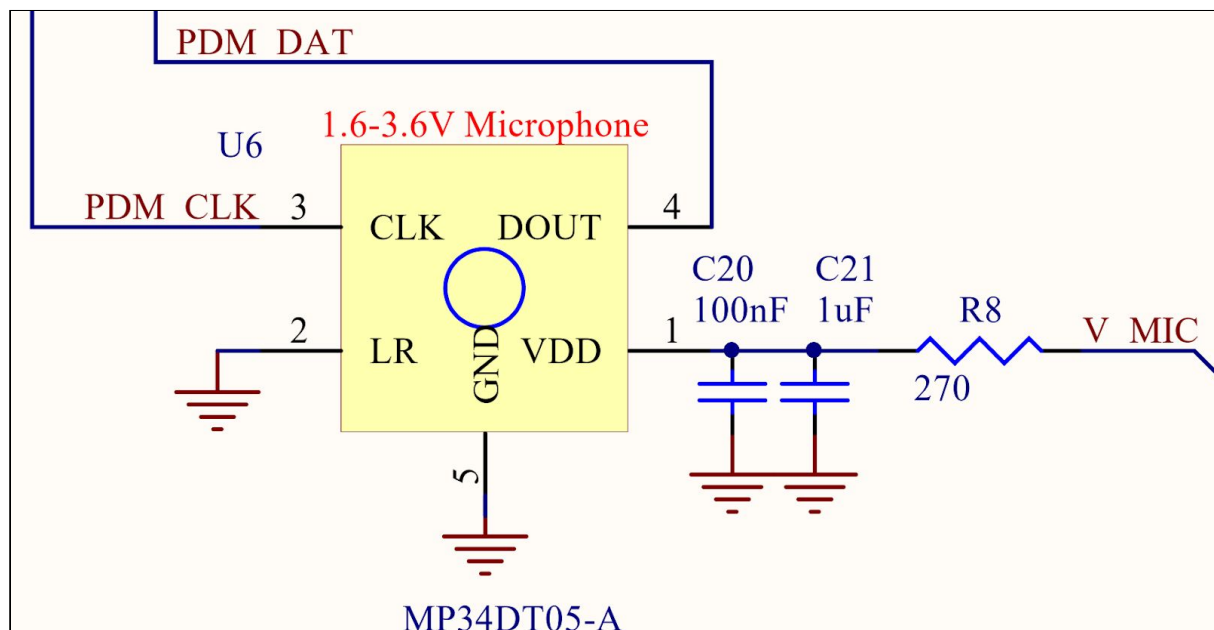 PDM_DAT
1.6-3.6V Microphone
U6
PDM_CLK
3
CLK
DOUT
4
C20
100nF
C21
1uF
R8
270
V_MIC
2
LR
GND
VDD
1
5
MP34DT05-A